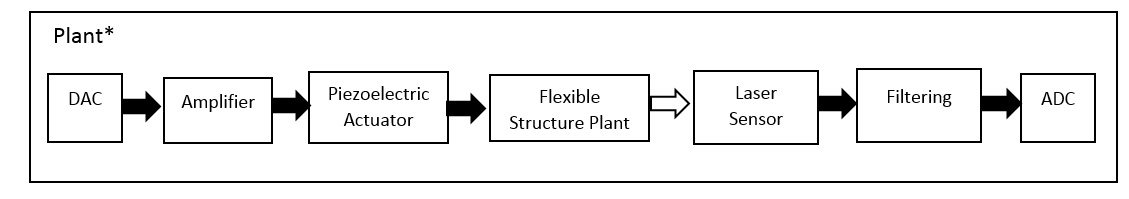 Plant*
DAC
Amplifier
Piezoelectric
Actuator
Flexible
Structure Plant
Laser
Sensor
Filtering
ADC